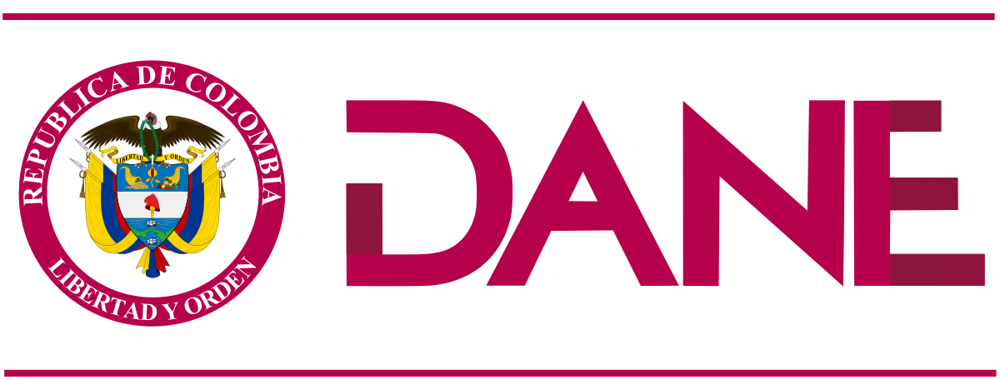 REPUBLICA DE COLOMBIA
LIBERTAD Y ORDEN
LIBERTAD Y ORDEN
DANE